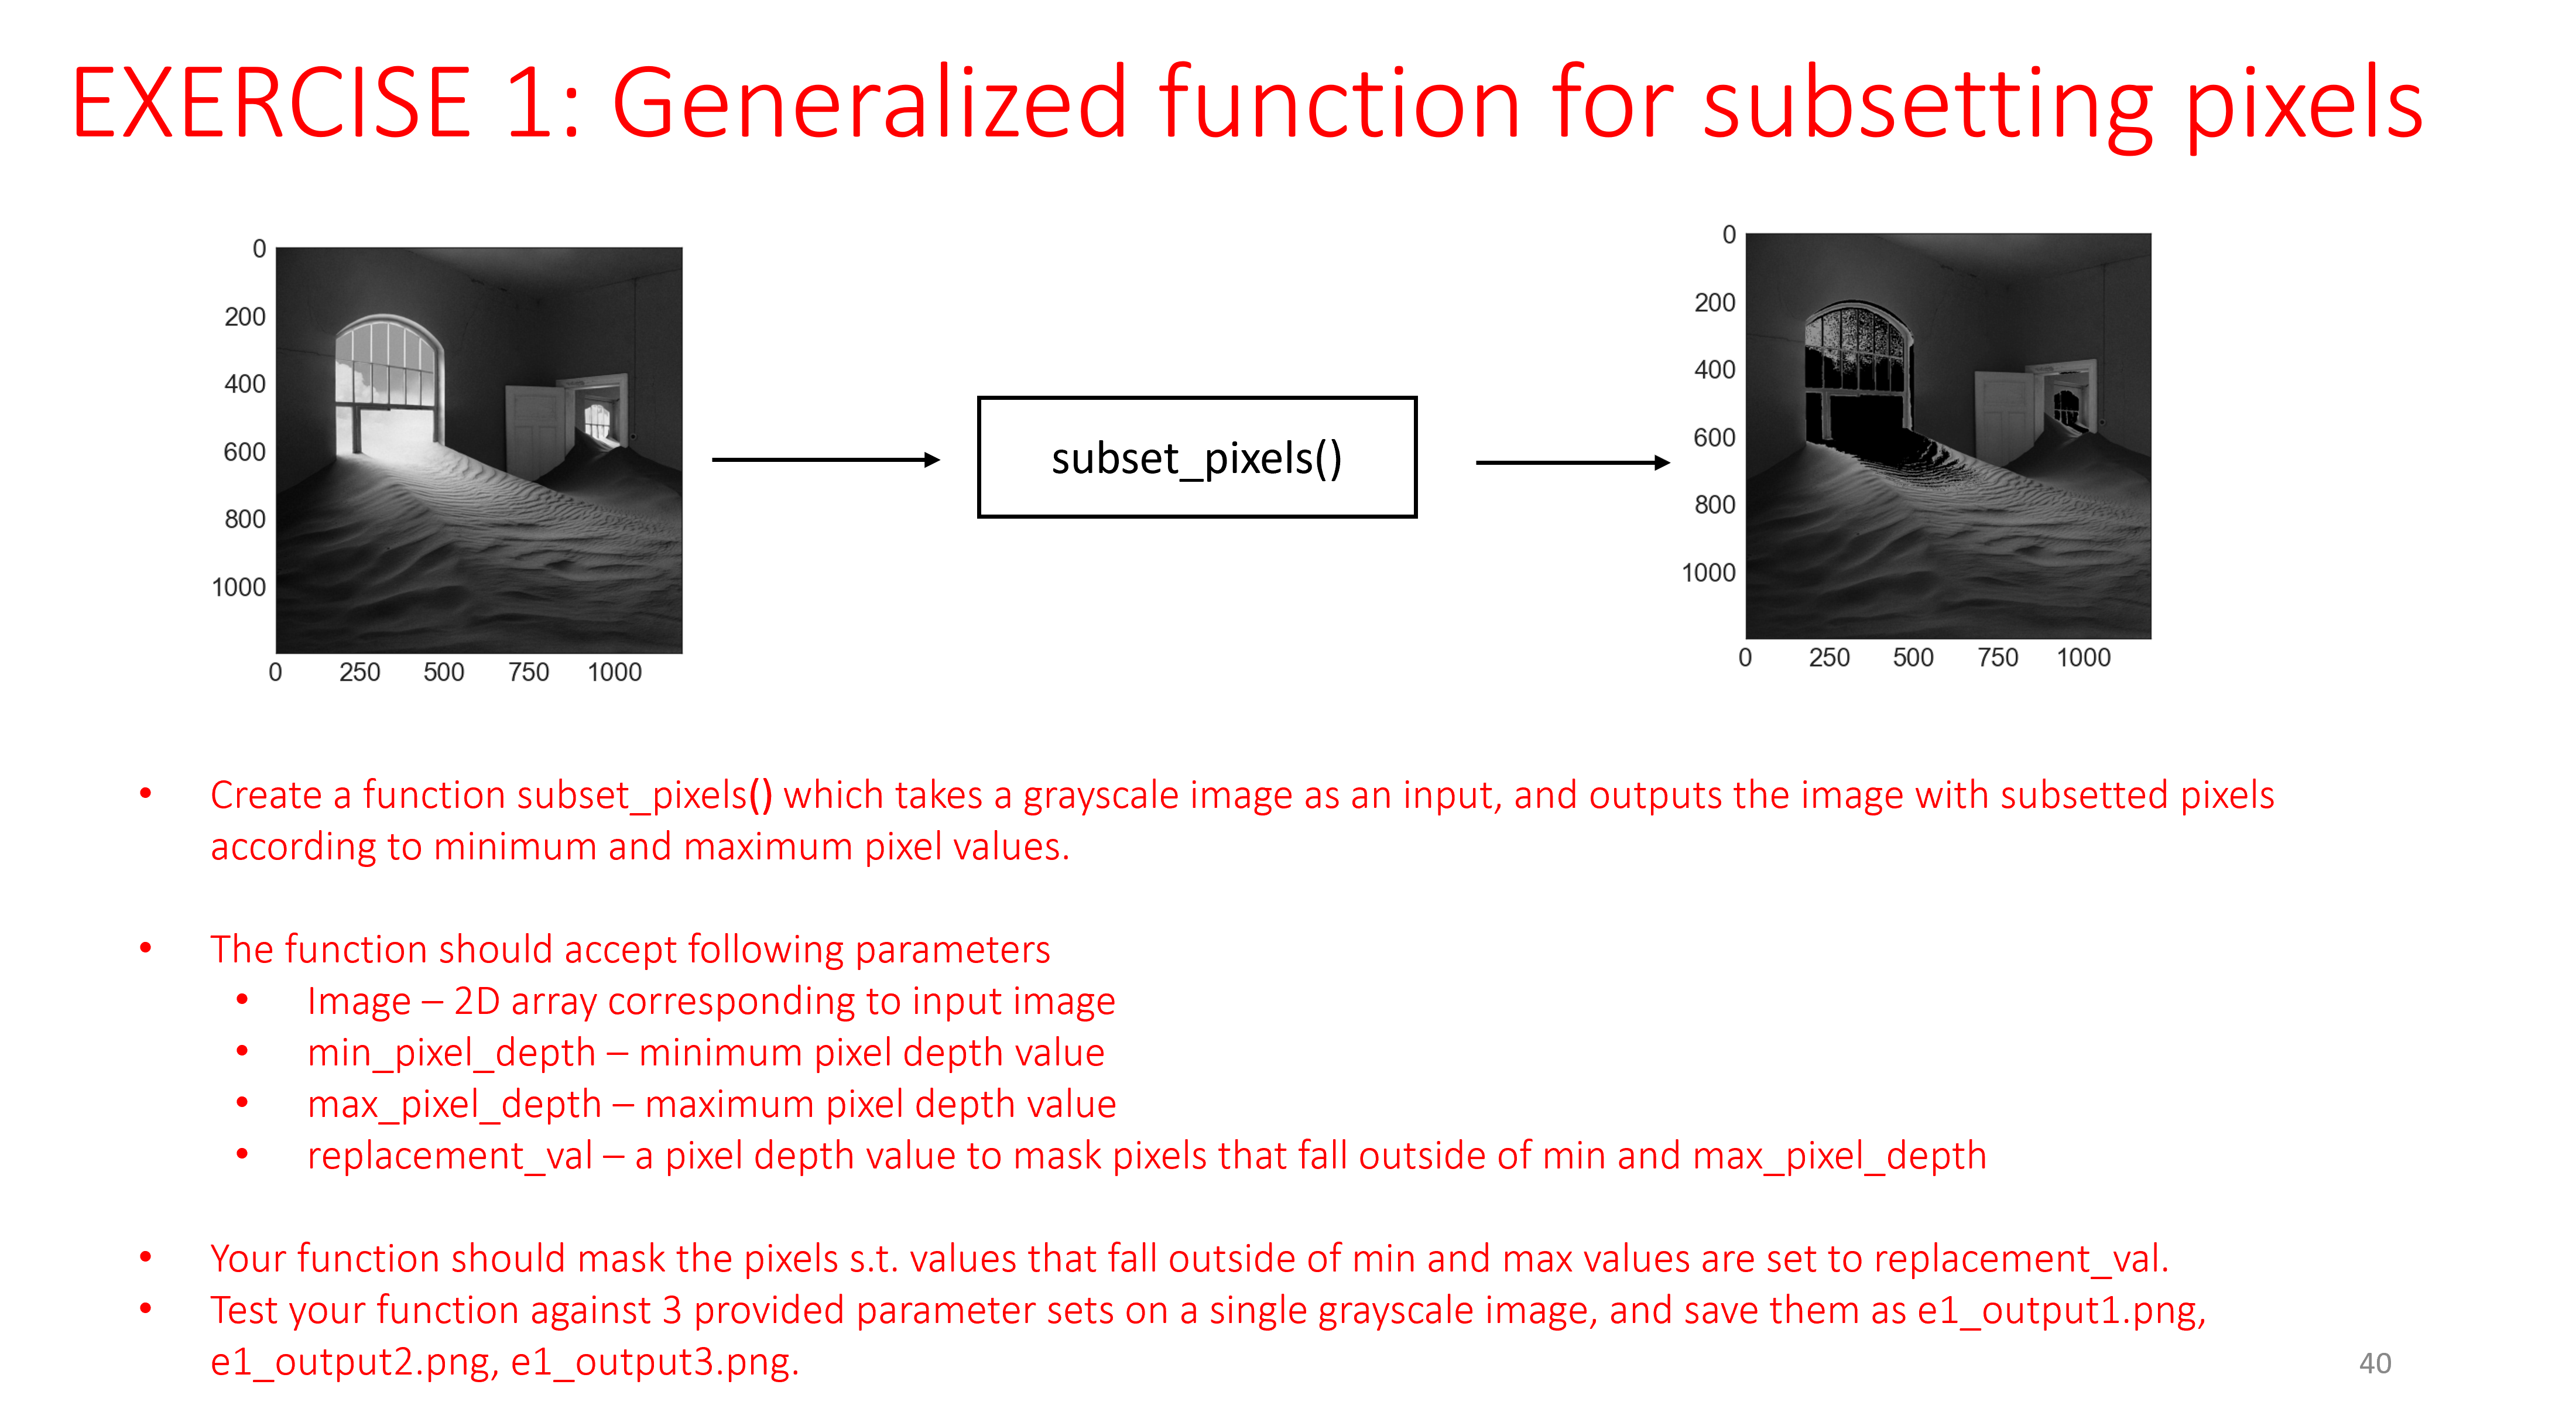 EXERCISE 1: Generalized function for subsetting pixels
0
200
400
600
800
1000
0 250 500 750 1000
subset_pixels()
0
200
400
600
800
1000
0 250 500 750 1000
• Create a function subset_pixels() which takes a grayscale image as an input, and outputs the image with subsetted pixels
according to minimum and maximum pixel values.
• The function should accept following parameters
• Image – 2D array corresponding to input image
• min_pixel_depth – minimum pixel depth value
• max_pixel_depth – maximum pixel depth value
• replacement_val – a pixel depth value to mask pixels that fall outside of min and max_pixel_depth
• Your function should mask the pixels s.t. values that fall outside of min and max values are set to replacement_val.
• Test your function against 3 provided parameter sets on a single grayscale image, and save them as e1_output1.png,
e1_output2.png, e1_output3.png.
40